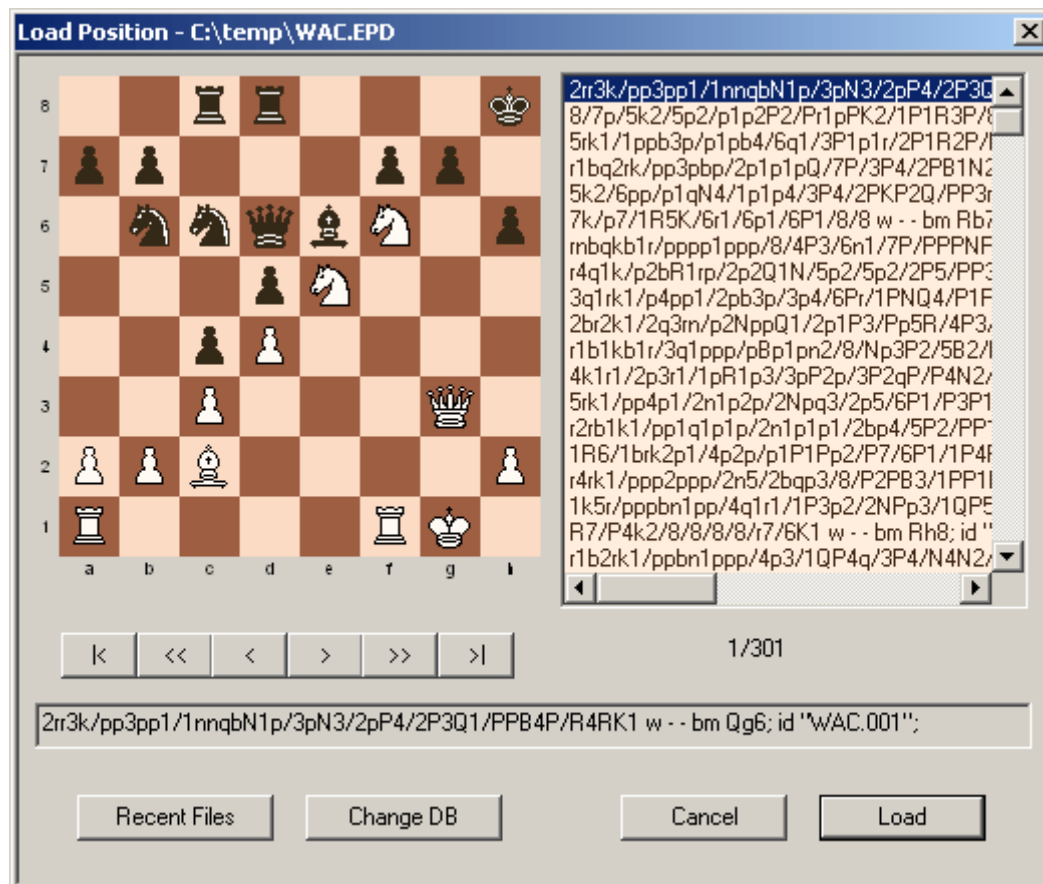 Load Position - C:\temp\WAC.EPD
8
7
6
5
4
3
2
1
a b c d e f g h
2rr3k/pp3pp1/1nnqbN1p/3pN3/2pP4/2P3Q
8/7p/5k2/5p2/p1p2P2/Pr1pPK2/1P1R3P/8
5rk1/1ppb3p/p1pb4/6q1/3P1p1r/2P1R2P/
r1bq2rk/pp3pbp/2p1p1pQ/7P/3P4/2PB1N2
5k2/6pp/p1qN4/1p1p4/3P4/2PKP2Q/PP3r
7k/p7/1R5K/6r1/6p1/6P1/8/8 w - - bm Rb7
rnbqkb1r/pppp1ppp/8/4P3/6n1/7P/PPPNF
r4q1k/p2bR1rp/2p2Q1N/5p2/5p2/2P5/PP3
3q1rk1/p4pp1/2pb3p/3p4/6Pr/1PNQ4/P1F
2br2k1/2q3rn/p2NppQ1/2p1P3/Pp5R/4P3/
r1b1kb1r/3q1ppp/pBp1pn2/8/Np3P2/5B2/
4k1r1/2p3r1/1pR1p3/3pP2p/3P2qP/P4N2/
5rk1/pp4p1/2n1p2p/2Npq3/2p5/6P1/P3P1
r2rb1k1/pp1q1p1p/2n1p1p1/2bp4/5P2/PP
1R6/1brk2p1/4p2p/p1P1Pp2/P7/6P1/1P4
r4rk1/ppp2ppp/2n5/2bqp3/8/P2PB3/1PP1
1k5r/pppbn1pp/4q1r1/1P3p2/2NPp3/1QP5
R7/P4k2/8/8/8/8/r7/6K1 w - - bm Rh8; id "
r1b2rk1/ppbn1ppp/4p3/1QP4q/3P4/N4N2/
|< << < > >> >|
1/301
2rr3k/pp3pp1/1nnqbN1p/3pN3/2pP4/2P3Q1/PPB4P/R4RK1 w - - bm Qg6; id "WAC.001";
Recent Files Change DB Cancel Load